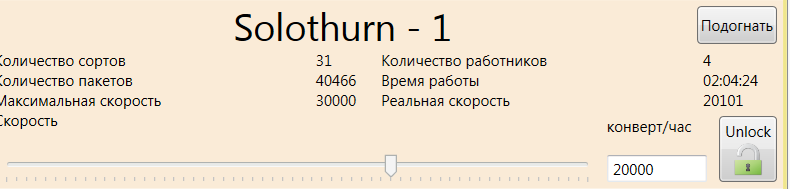 Solothurn - 1
Подогнать
Количество сортов 31 Количество работников 4
Количество пакетов 40466 Время работы 02:04:24
Максимальная скорость 30000 Реальная скорость 20101
Скорость
конверт/час
Unlock
20000